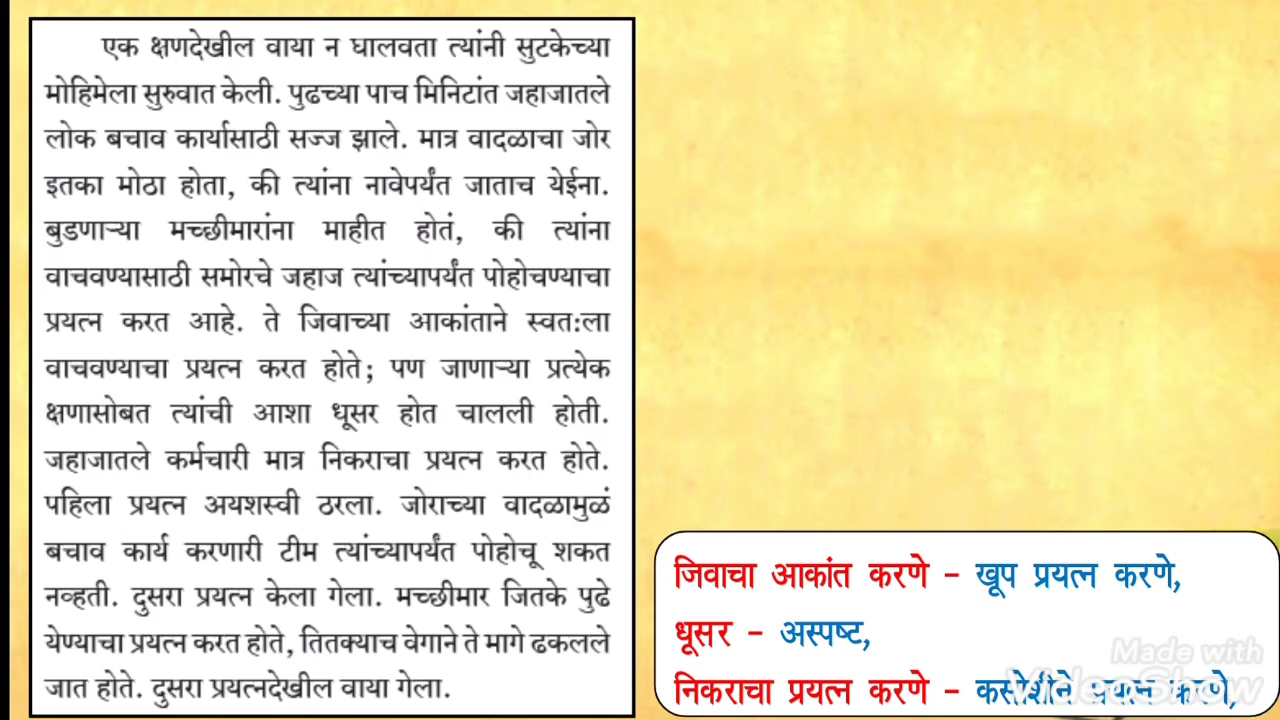 एक क्षणदेखील वाया न घालवता त्यांनी सुटकेच्या
मोहिमेला सुरुवात केली. पुढच्या पाच मिनिटांत जहाजातले
लोक बचाव कार्यासाठी सज्ज झाले. मात्र वादळाचा जोर
इतका मोठा होता, की त्यांना नावेपर्यंत जाताच येईना.
बुडणाऱ्या मच्छीमारांना माहीत होतं, की त्यांना
वाचवण्यासाठी समोरचे जहाज त्यांच्यापर्यंत पोहोचण्याचा
प्रयत्न करत आहे. ते जिवाच्या आकांताने स्वत:ला
वाचवण्याचा प्रयत्न करत होते; पण जाणाऱ्या प्रत्येक
क्षणासोबत त्यांची आशा धूसर होत चालली होती.
जहाजातले कर्मचारी मात्र निकराचा प्रयत्न करत होते.
पहिला प्रयत्न अयशस्वी ठरला. जोराच्या वादळामुळं
बचाव कार्य करणारी टीम त्यांच्यापर्यंत पोहोचू शकत
नव्हती. दुसरा प्रयत्न केला गेला. मच्छीमार जितके पुढे
येण्याचा प्रयत्न करत होते, तितक्याच वेगाने ते मागे ढकलले
जात होते. दुसरा प्रयत्नदेखील वाया गेला.
जिवाचा आकांत करणे - खूप प्रयत्न करणे,
धूसर - अस्पष्ट,
निकराचा प्रयत्न करणे - कसोशीने प्रयत्न करणे,
Made with
VideoShow